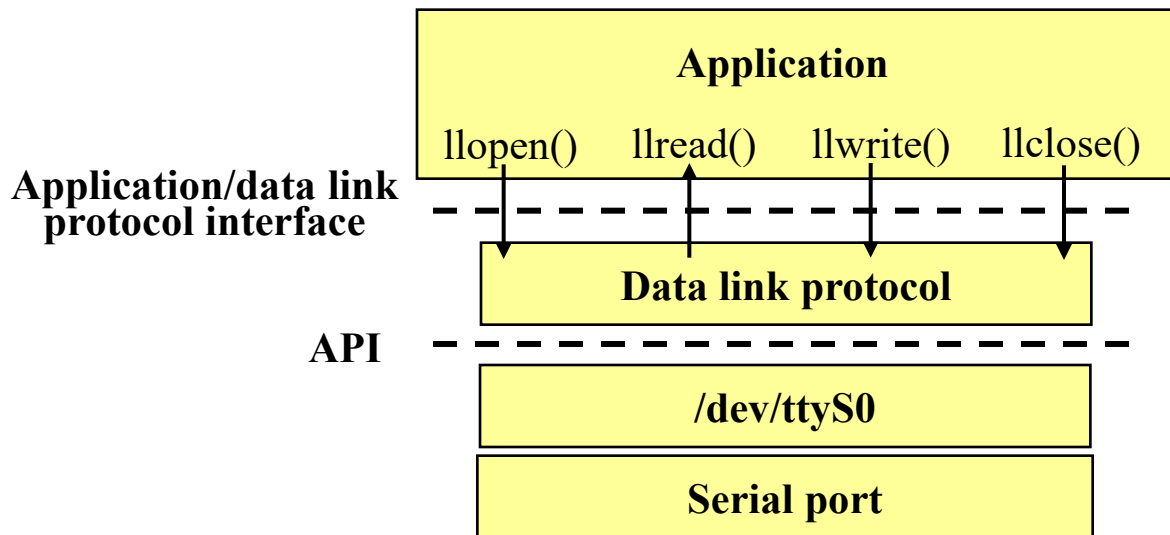 Application
llopen() llread() llwrite() llclose()
Application/data link
protocol interface
Data link protocol
API
/dev/ttyS0
Serial port